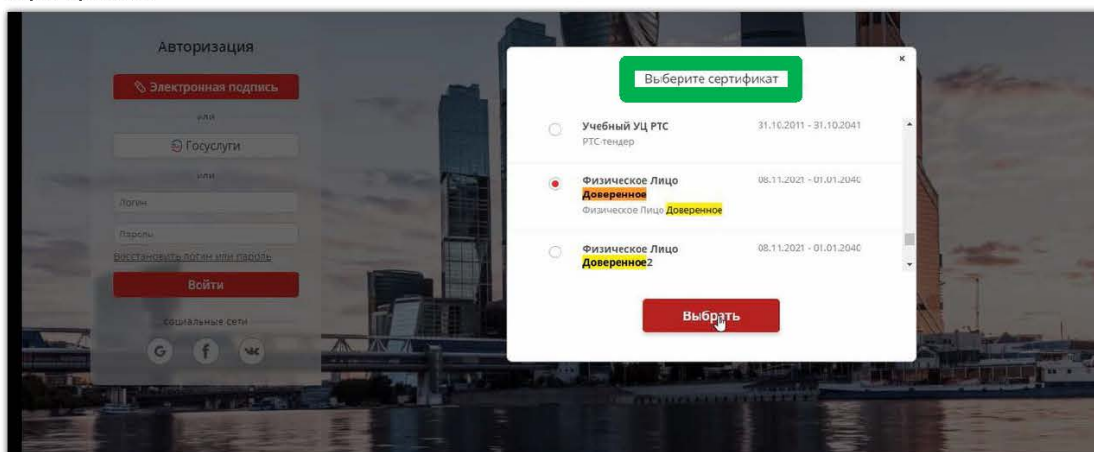 Авторизация
Электронная подпись
или
Госуслуги
или
Логин
Пароль
Восстановить логин или пароль
Войти
социальные сети
G f
Выберите сертификат
×
Учебный УЦ РТС 31.10.2011 - 31.10.2041
РТС-тендер
Физическое Лицо 08.11.2021 - 01.01.2040
Доверенное
Физическое Лицо Доверенное
Физическое Лицо 08.11.2021 - 01.01.2040
Доверенное2
Выбрать